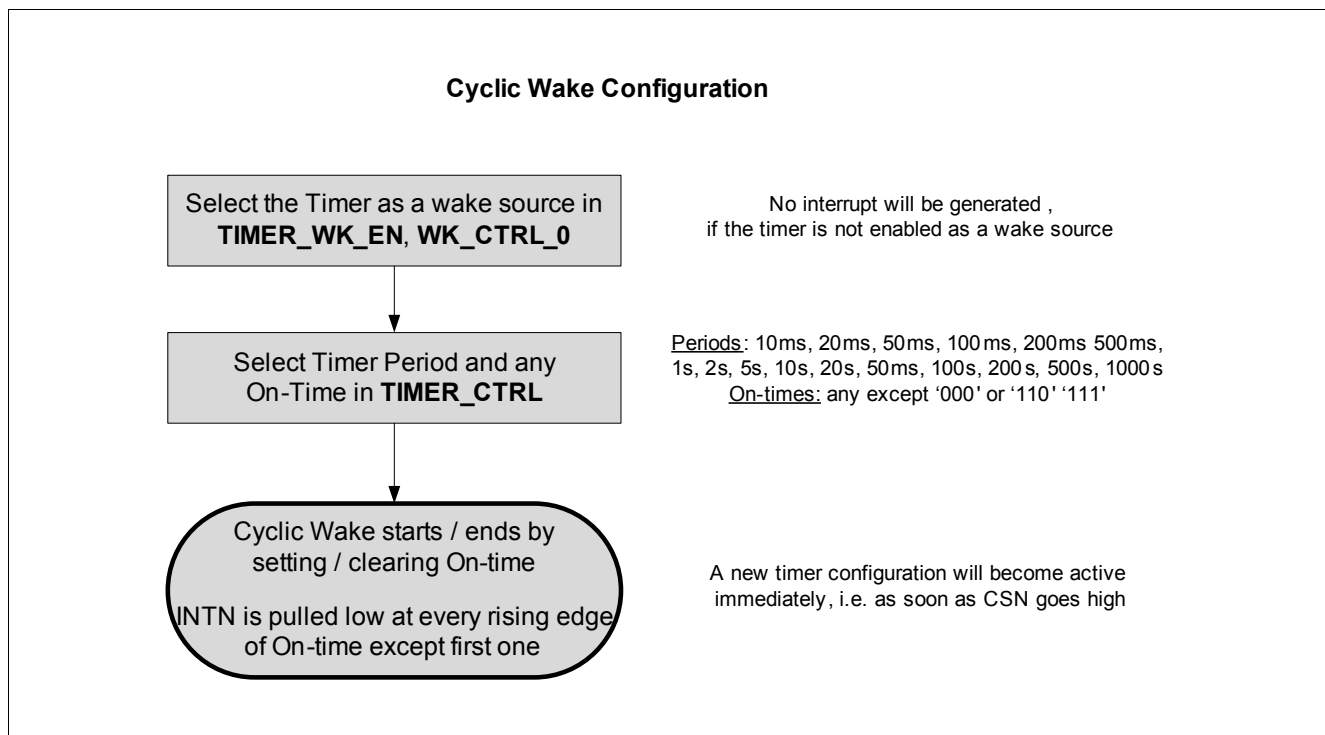 Cyclic Wake Configuration
Select the Timer as a wake source in
TIMER_WK_EN, WK_CTRL_0
No interrupt will be generated ,
if the timer is not enabled as a wake source
Select Timer Period and any
On-Time in TIMER_CTRL
Periods: 10ms, 20ms, 50ms, 100ms, 200ms 500ms,
1s, 2s, 5s, 10s, 20s, 50ms, 100s, 200s, 500s, 1000s
On-times: any except ‘000' or ‘110' ‘111'
Cyclic Wake starts / ends by
setting / clearing On-time
INTN is pulled low at every rising edge
of On-time except first one
A new timer configuration will become active
immediately, i.e. as soon as CSN goes high